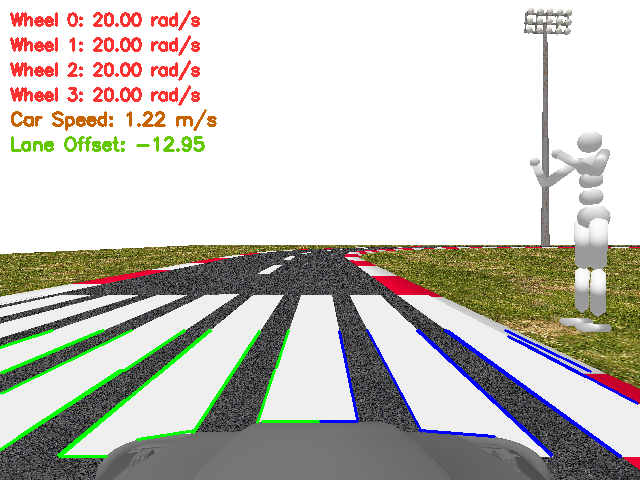 Wheel 0: 20.00 rad/s
Wheel 1: 20.00 rad/s
Wheel 2: 20.00 rad/s
Wheel 3: 20.00 rad/s
Car Speed: 1.22 m/s
Lane Offset: -12.95